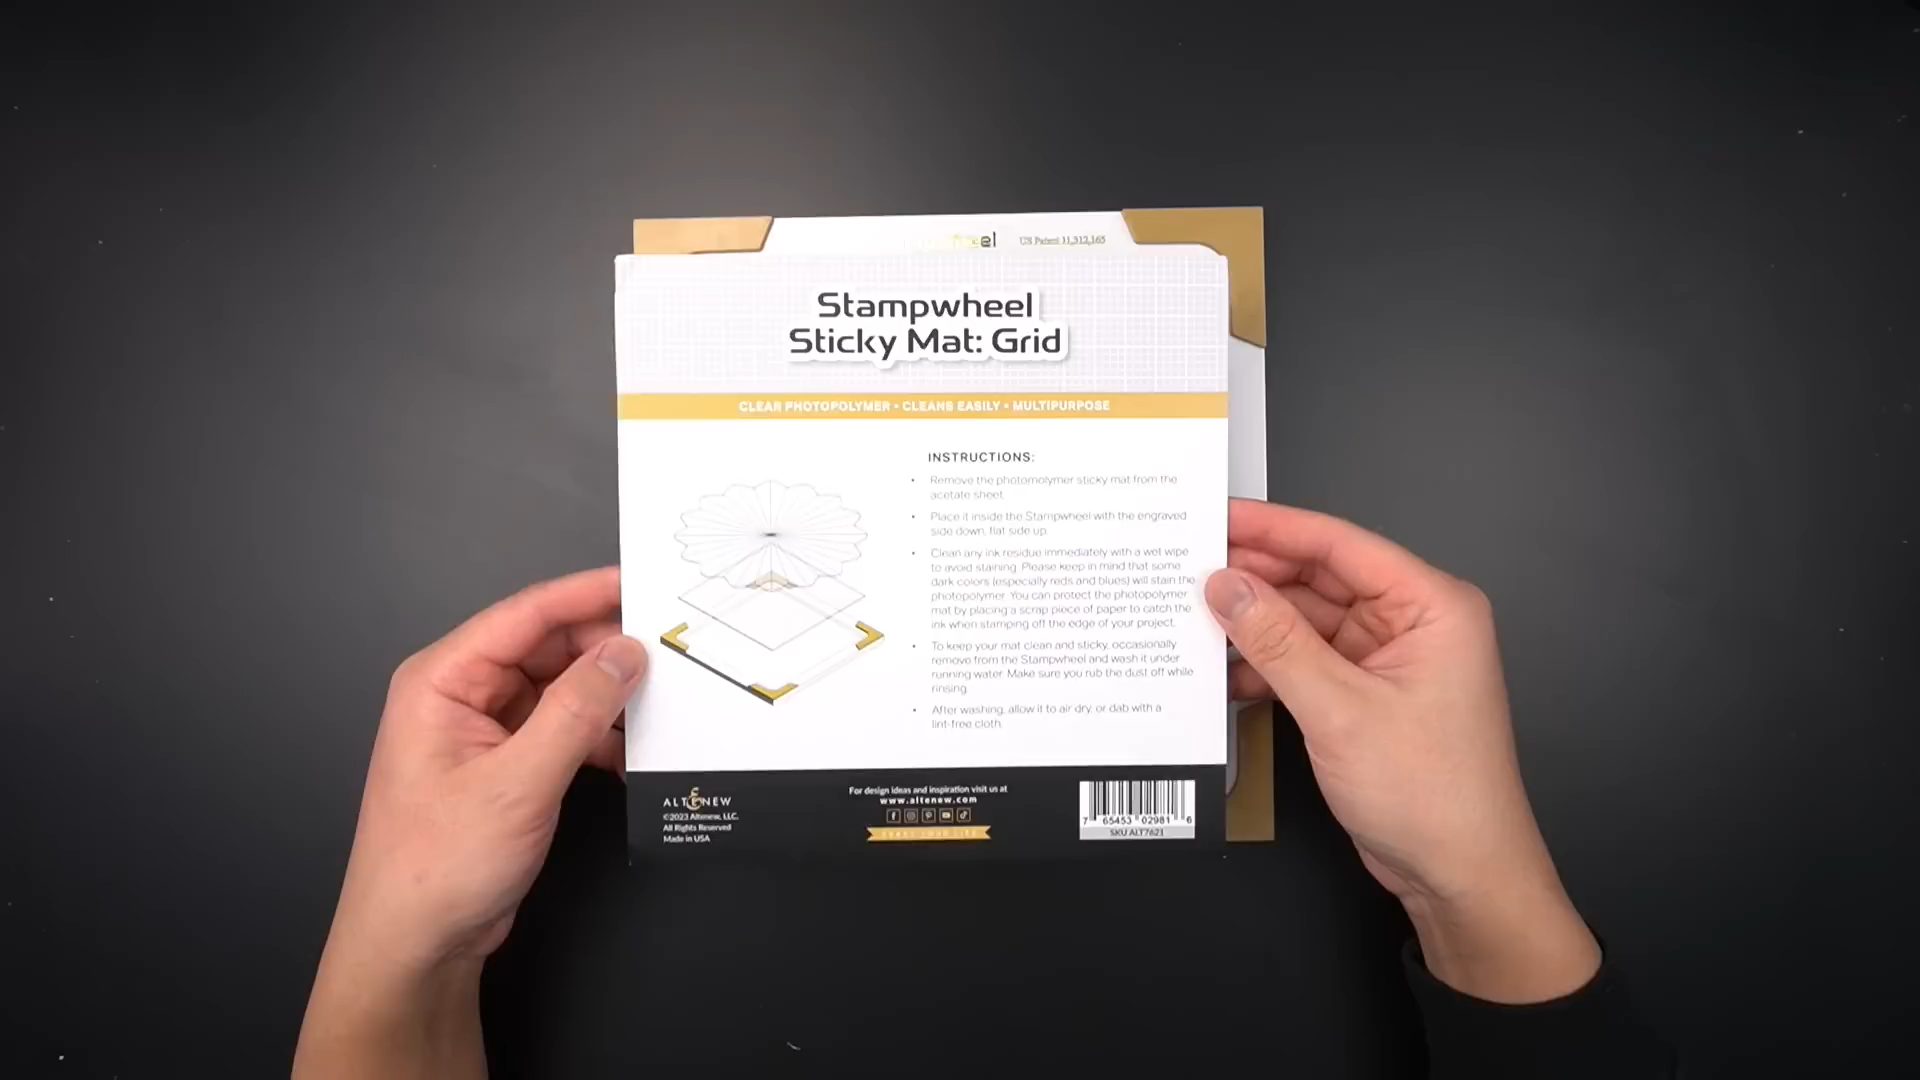 el US Patent 11,312,165
Stampwheel
Sticky Mat: Grid
CLEAR PHOTOPOLYMER • CLEANS EASILY • MULTIPURPOSE
INSTRUCTIONS:
• Remove the photomolymer sticky mat from the
acetate sheet.
• Place it inside the Stampwheel with the engraved
side down, flat side up.
• Clean any ink residue immediately with a wet wipe
to avoid staining. Please keep in mind that some
dark colors (especially reds and blues) will stain the
photopolymer. You can protect the photopolymer
mat by placing a scrap piece of paper to catch the
ink when stamping off the edge of your project.
• To keep your mat clean and sticky, occasionally
remove from the Stampwheel and wash it under
running water. Make sure you rub the dust off while
rinsing.
• After washing, allow it to air dry, or dab with a
lint-free cloth.
ALTENEW
©2023 Altenew, LLC.
All Rights Reserved
Made in USA
For design ideas and inspiration visit us at
www.altenew.com
7 65453 02981 6
SKU ALT7621